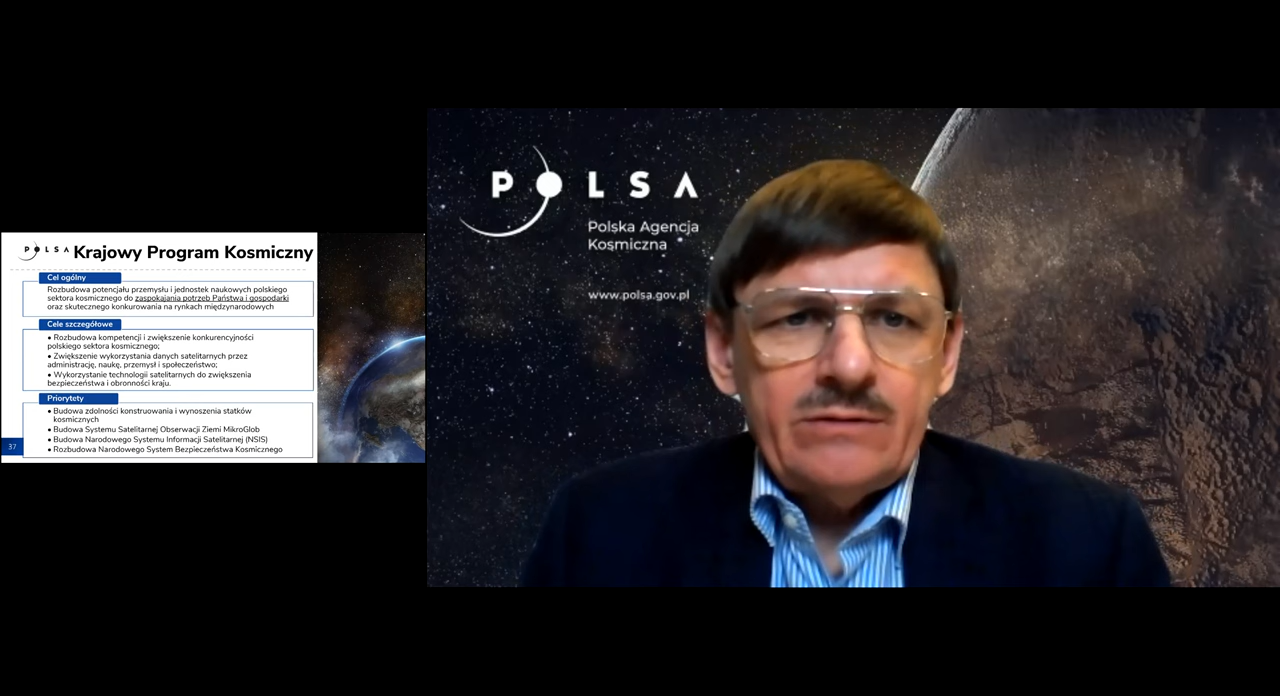 POLSA Krajowy Program Kosmiczny
Cel ogólny
Rozbudowa potencjału przemysłu i jednostek naukowych polskiego
sektora kosmicznego do zaspokajania potrzeb Państwa i gospodarki
oraz skutecznego konkurowania na rynkach międzynarodowych
Cele szczegółowe
• Rozbudowa kompetencji i zwiększenie konkurencyjności
polskiego sektora kosmicznego;
• Zwiększenie wykorzystania danych satelitarnych przez
administrację, naukę, przemysł i społeczeństwo;
• Wykorzystanie technologii satelitarnych do zwiększenia
bezpieczeństwa i obronności kraju.
Priorytety
• Budowa zdolności konstruowania i wynoszenia statków
kosmicznych
• Budowa Systemu Satelitarnej Obserwacji Ziemi MikroGlob
• Budowa Narodowego Systemu Informacji Satelitarnej (NSIS)
• Rozbudowa Narodowego System Bezpieczeństwa Kosmicznego
37
POLSA
Polska Agencja
Kosmiczna
www.polsa.gov.pl